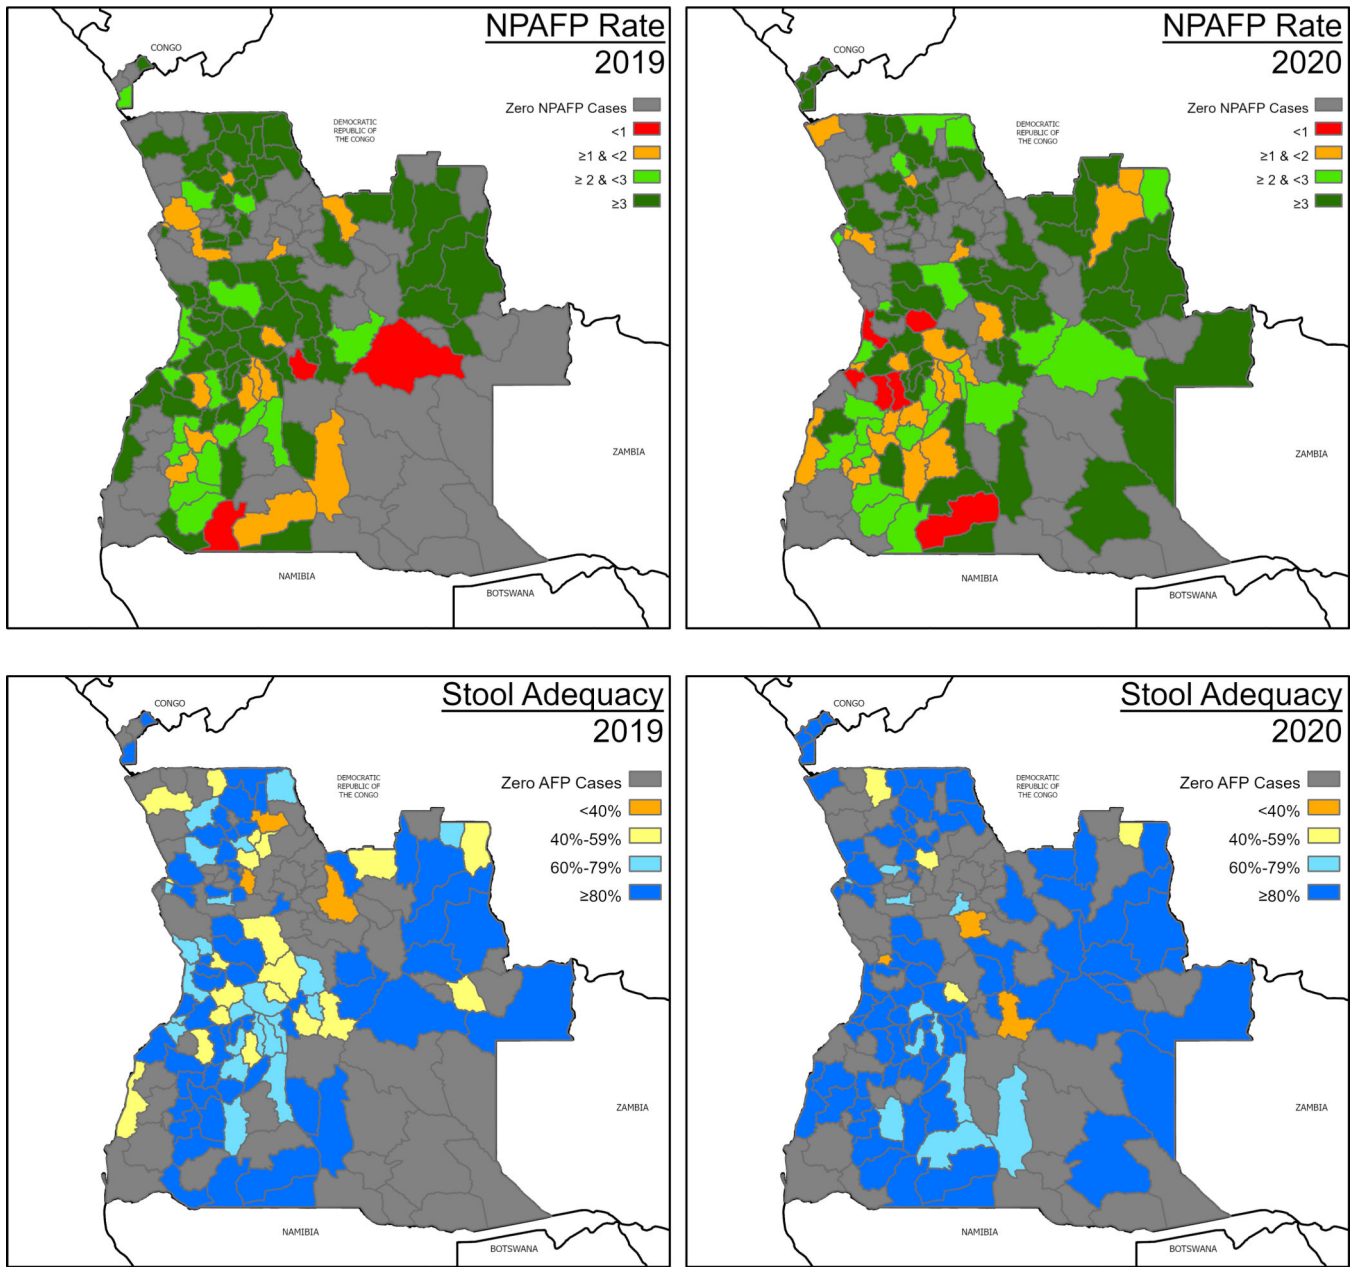 NPAFP Rate
2019
CONGO
DEMOCRATIC
REPUBLIC OF
THE CONGO
Zero NPAFP Cases
<1
≥1 & <2
≥ 2 & <3
≥3
ZAMBIA
NAMIBIA
BOTSWANA
NPAFP Rate
2020
CONGO
DEMOCRATIC
REPUBLIC OF
THE CONGO
Zero NPAFP Cases
<1
≥1 & <2
≥ 2 & <3
≥3
ZAMBIA
NAMIBIA
BOTSWANA
Stool Adequacy
2019
CONGO
DEMOCRATIC
REPUBLIC OF
THE CONGO
Zero AFP Cases
<40%
40%-59%
60%-79%
≥80%
ZAMBIA
NAMIBIA
BOTSWANA
Stool Adequacy
2020
CONGO
DEMOCRATIC
REPUBLIC OF
THE CONGO
Zero AFP Cases
<40%
40%-59%
60%-79%
≥80%
ZAMBIA
NAMIBIA
BOTSWANA